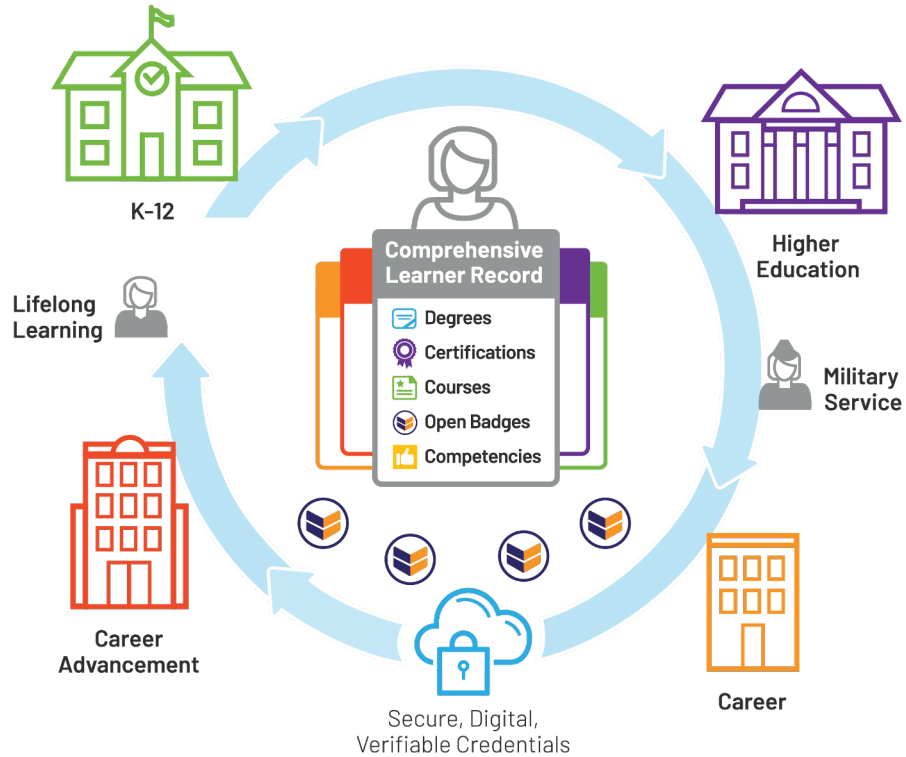 K-12
Higher
Education
Comprehensive
Learner Record
Degrees
Certifications
Courses
Open Badges
Competencies
Lifelong
Learning
Military
Service
Career
Advancement
Career
Secure, Digital,
Verifiable Credentials